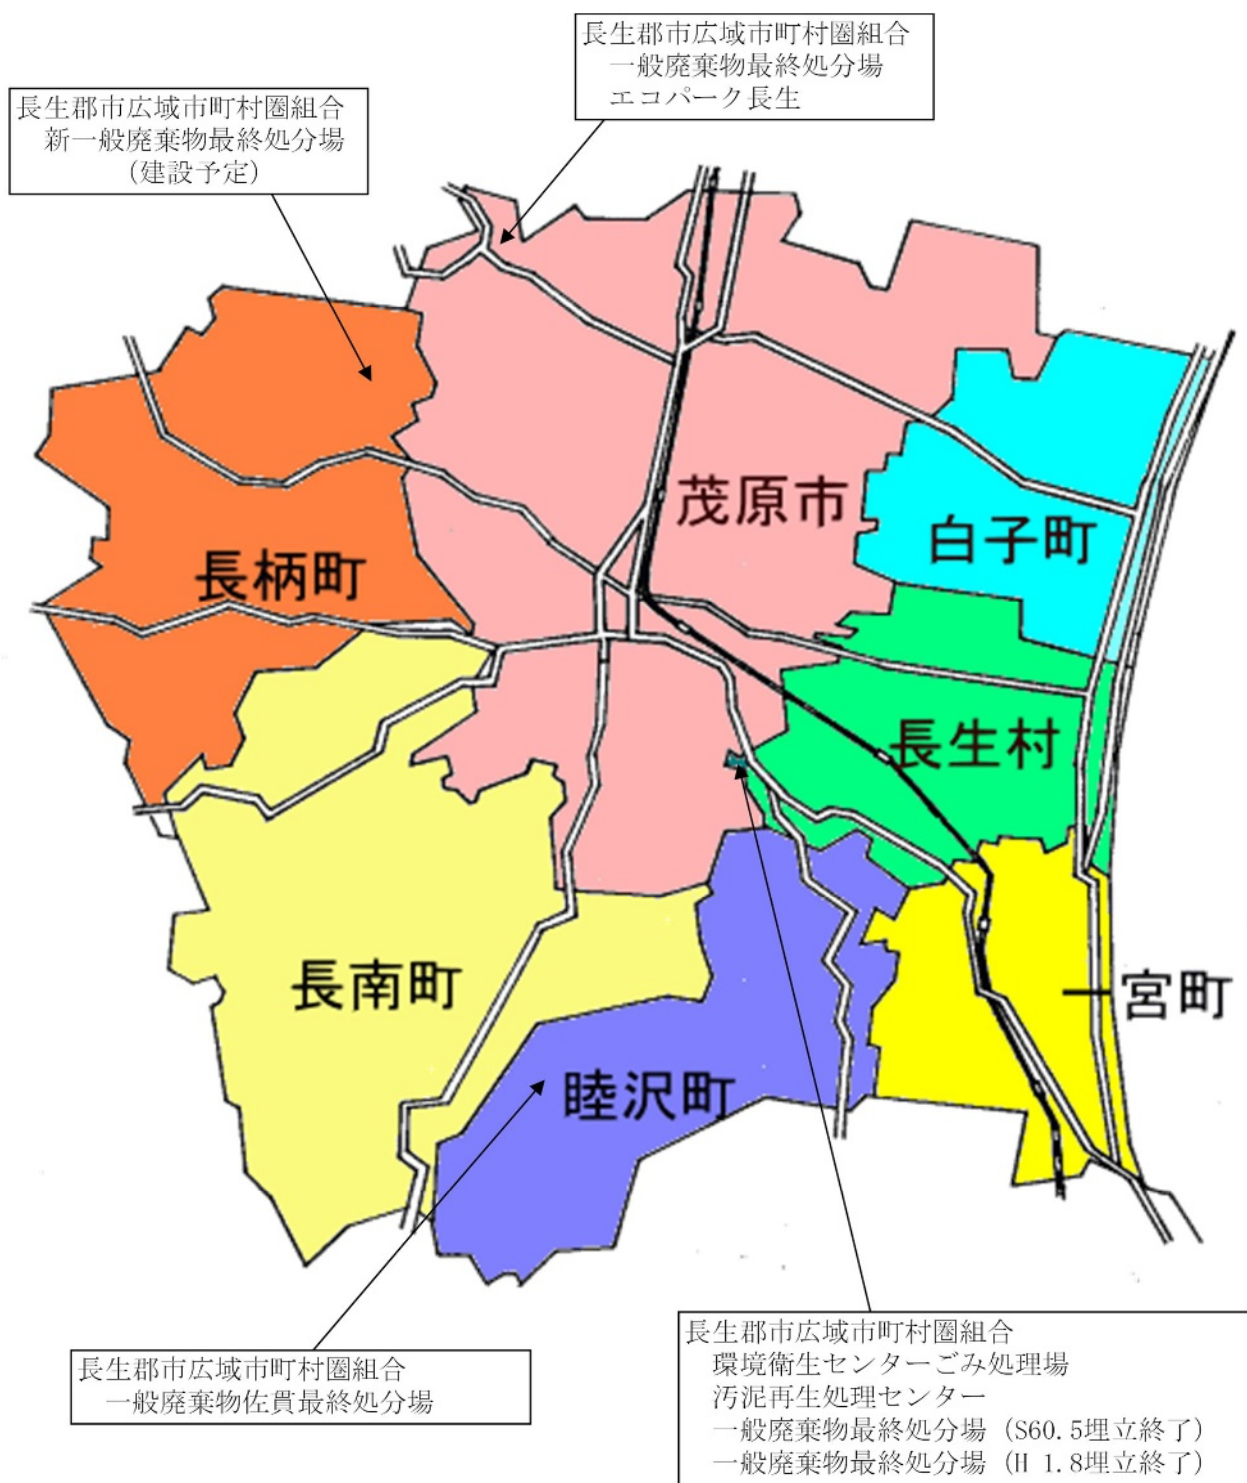 長生郡市広域市町村圏組合
一般廃棄物最終処分場
エコパーク長生
長生郡市広域市町村圏組合
新一般廃棄物最終処分場
(建設予定)
茂原市
白子町
長柄町
長生村
長南町
一宮町
睦沢町
長生郡市広域市町村圏組合
一般廃棄物佐貫最終処分場
長生郡市広域市町村圏組合
環境衛生センターごみ処理場
汚泥再生処理センター
一般廃棄物最終処分場 (S60.5埋立終了)
一般廃棄物最終処分場 (H 1.8埋立終了)